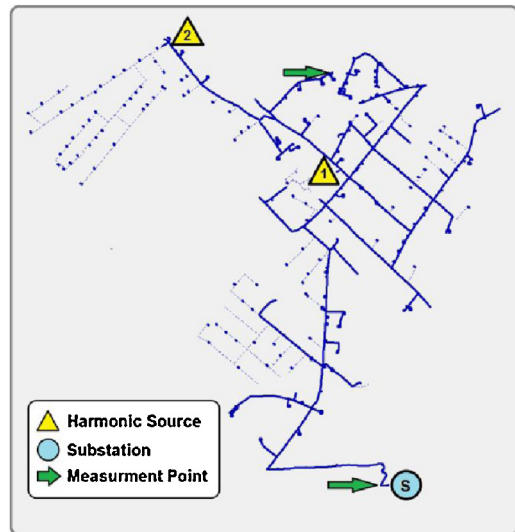 2
1
Harmonic Source
Substation
Measurment Point
S